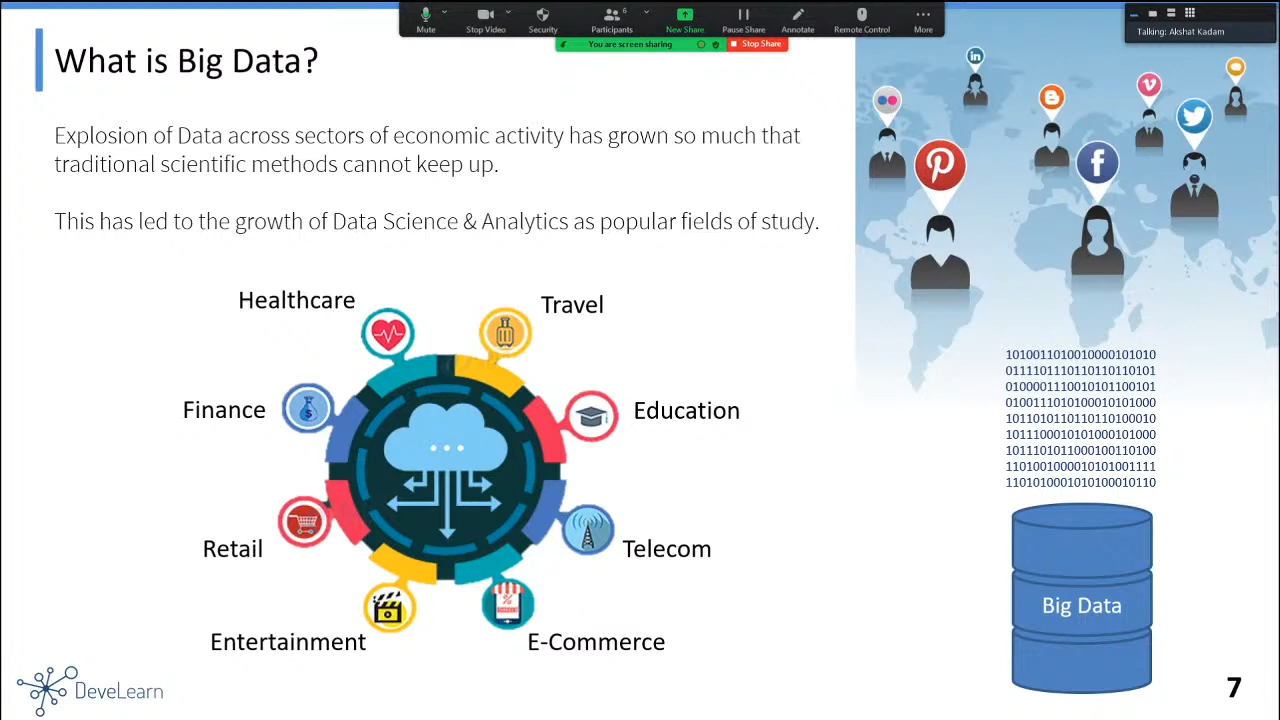 6
Mute
Stop Video
Security
Participants
New Share
Pause Share
Annotate
Remote Control
More
You are screen sharing
Stop Share
Talking: Akshat Kadam
What is Big Data?
Explosion of Data across sectors of economic activity has grown so much that
traditional scientific methods cannot keep up.
This has led to the growth of Data Science & Analytics as popular fields of study.
Healthcare
Travel
Finance
Education
Retail
Telecom
Entertainment
E-Commerce
in
f
1010011010010000101010
0111101110110110110101
0100001110010101100101
0100111010100010101000
1011010110110110100010
1011100010101000101000
1011101011000100110100
1101001000010101001111
1101010001010100010110
Big Data
DeveLearn
7